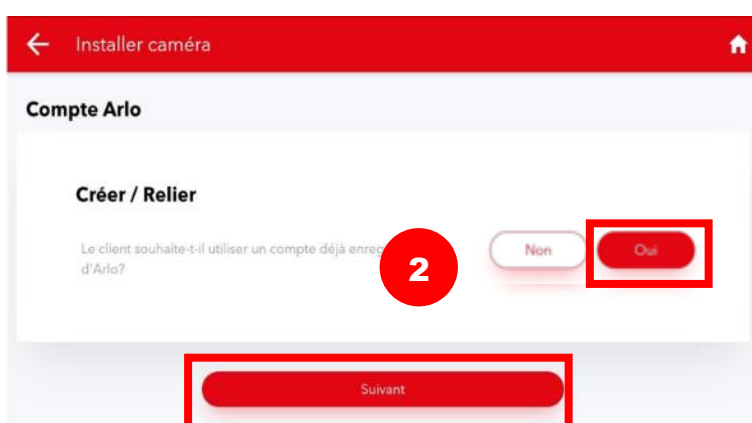 Installer caméra
Compte Arlo
Créer / Relier
Le client souhaite-t-il utiliser un compte déjà
d'Arlo?
2
Non
Oui
Suivant